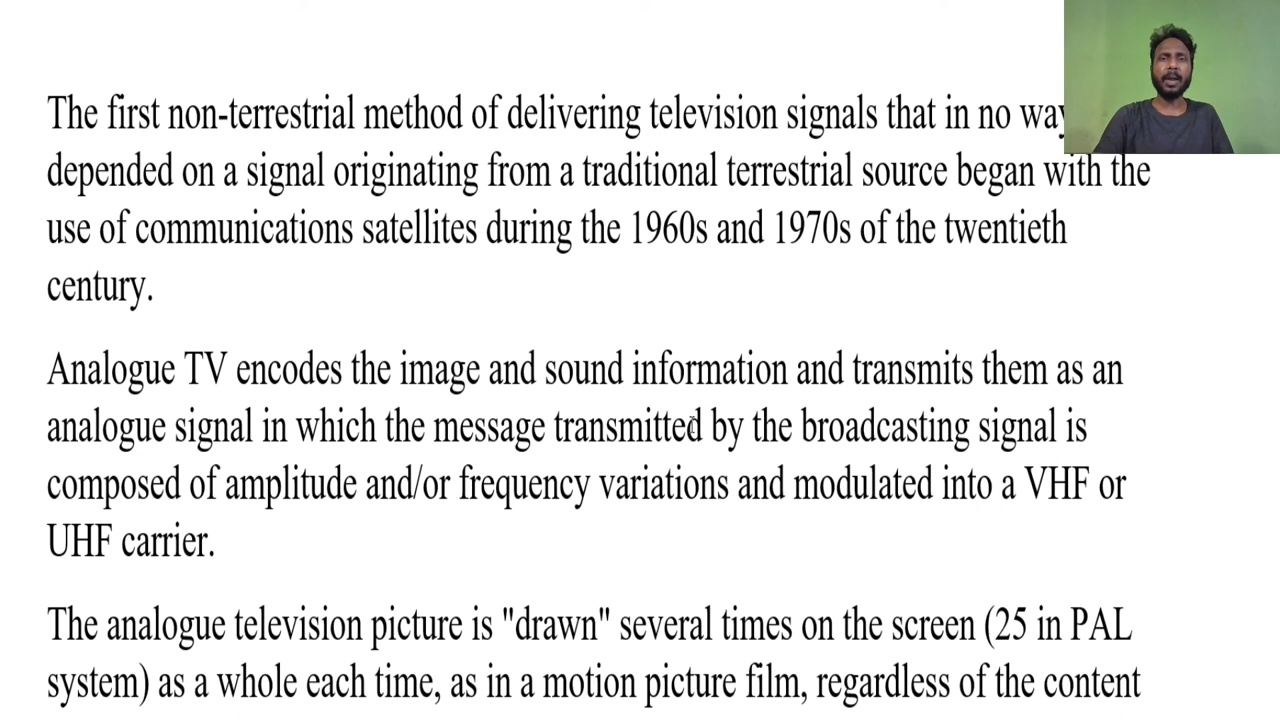 The first non-terrestrial method of delivering television signals that in no way
depended on a signal originating from a traditional terrestrial source began with the
use of communications satellites during the 1960s and 1970s of the twentieth
century.
Analogue TV encodes the image and sound information and transmits them as an
analogue signal in which the message transmitted by the broadcasting signal is
composed of amplitude and/or frequency variations and modulated into a VHF or
UHF carrier.
The analogue television picture is "drawn" several times on the screen (25 in PAL
system) as a whole each time, as in a motion picture film, regardless of the content